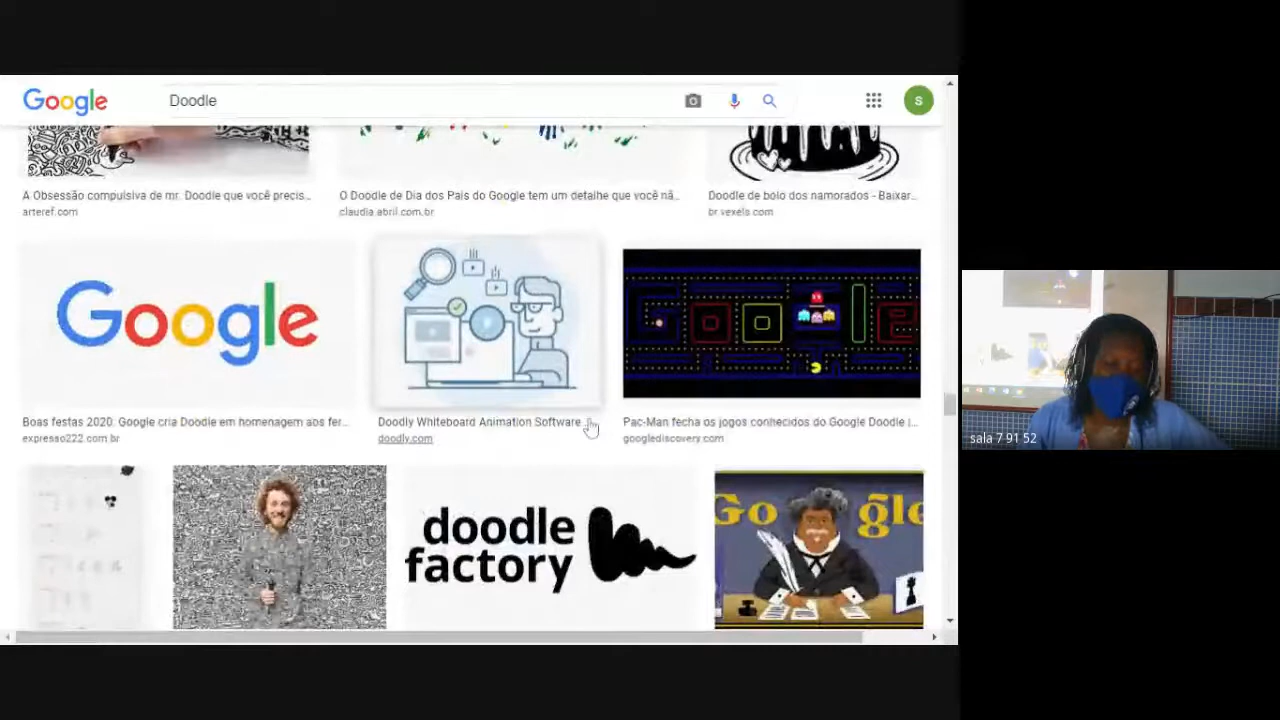 Google
Doodle
S
A Obsessão compulsiva de mr. Doodle que você precis...
arteref.com
O Doodle de Dia dos Pais do Google tem um detalhe que você nã...
claudia.abril.com.br
Doodle de bolo dos namorados - Baixar...
br.vexels.com
Google
Boas festas 2020: Google cria Doodle em homenagem aos fer...
expresso222.com.br
Doodly Whiteboard Animation Software
doodly.com
Pac-Man fecha os jogos conhecidos do Google Doodle |...
googlediscovery.com
doodle
factory
Go gle
sala 7 91 52